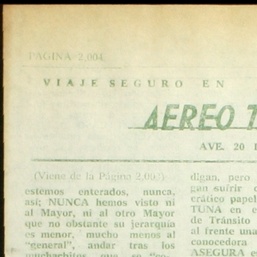 PAGINA 2,004.
VIAJE SEGURO EN
AEREO T
AVE. 20 D
(Viene de la Página 2,00?)
estemos enterados, nunca,
así; NUNCA hemos visto ni
al Mayor, ni al otro Mayor
que no obstante su jerarquía
es menor, mucho menos al
"general", andar tras los
digan, pero
gan sufrir
crático papel
TUNA en e
de Tránsito
al frente una
conocedora
ASEGURA e